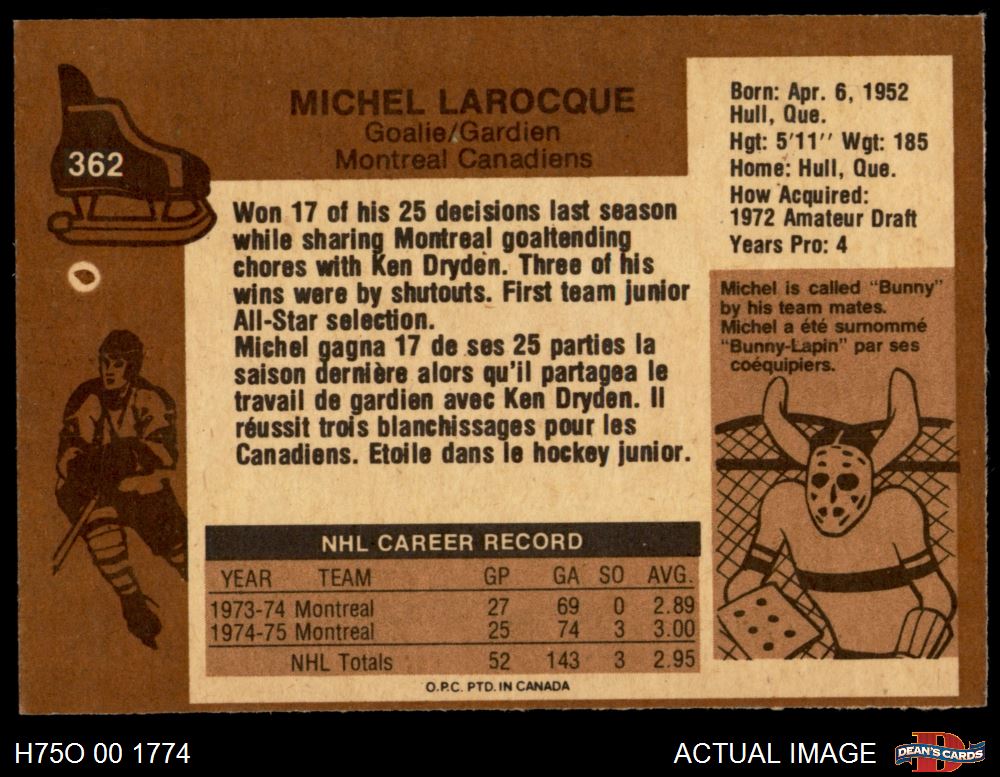 362
MICHEL LAROCQUE
Goalie/Gardien
Montreal Canadiens
Born: Apr. 6, 1952
Hull, Que.
Hgt: 5'11'' Wgt: 185
Home: Hull, Que.
How Acquired:
1972 Amateur Draft
Years Pro: 4
Won 17 of his 25 decisions last season
while sharing Montreal goaltending
chores with Ken Dryden. Three of his
wins were by shutouts. First team junior
All-Star selection.
Michel gagna 17 de ses 25 parties la
saison dernière alors qu'il partagea le
travail de gardien avec Ken Dryden. Il
réussit trois blanchissages pour les
Canadiens. Etoile dans le hockey junior.
Michel is called "Bunny"
by his team mates.
Michel a été surnommé
"Bunny-Lapin" par ses
coéquipiers.
NHL CAREER RECORD
YEAR TEAM GP GA SO AVG.
1973-74 Montreal 27 69 0 2.89
1974-75 Montreal 25 74 3 3.00
NHL Totals 52 143 3 2.95
O.P.C. PTD. IN CANADA
H75O 00 1774
ACTUAL IMAGE
D
DEAN'S CARDS